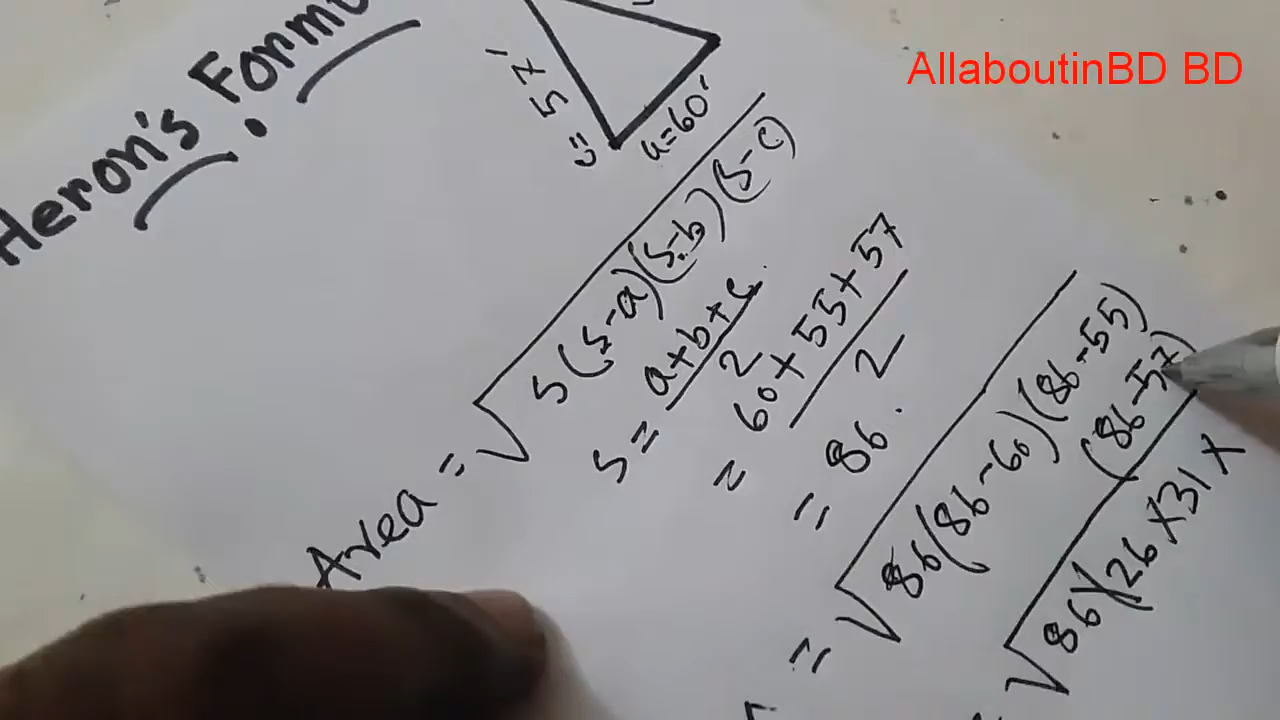 AllaboutinBD BD
Heron's
= 57'
a=60'
Area = √s(s-a)(s-b)(s-c)
s = a+b+c
2
= 60+55+57
2
= 86.
= √86(86-60)(86-55)
(86-57)
√86×(26×31×